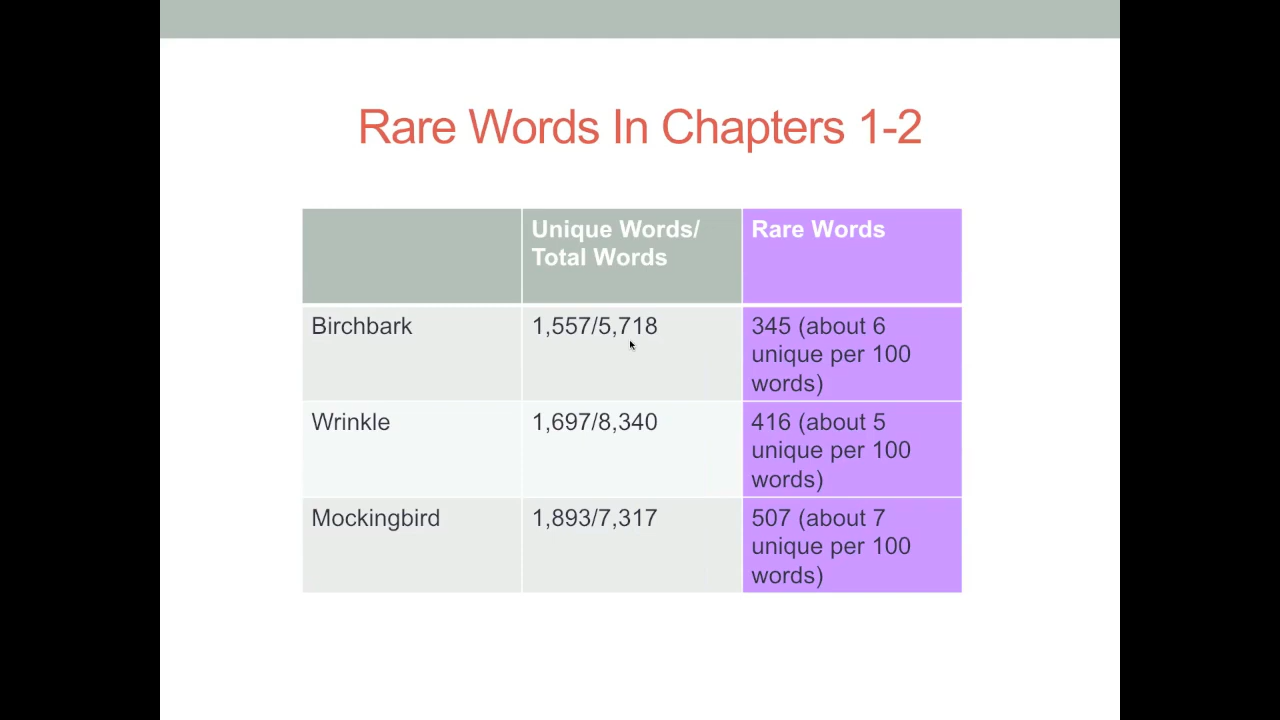 Rare Words In Chapters 1-2
Unique Words/
Total Words
Rare Words
Birchbark
1,557/5,718
345 (about 6
unique per 100
words)
Wrinkle
1,697/8,340
416 (about 5
unique per 100
words)
Mockingbird
1,893/7,317
507 (about 7
unique per 100
words)